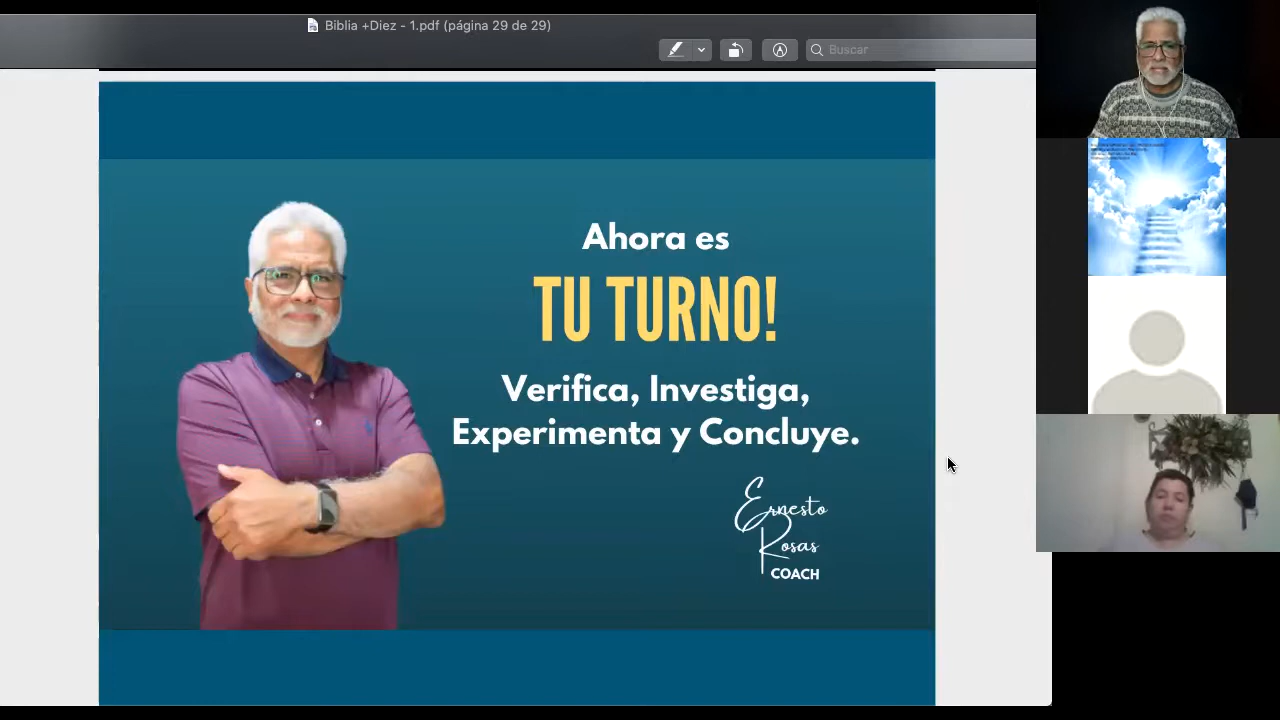 Biblia +Diez - 1.pdf (página 29 de 29)
Buscar
Ahora es
TU TURNO!
Verifica, Investiga,
Experimenta y Concluye.
Ernesto
Rosas
COACH